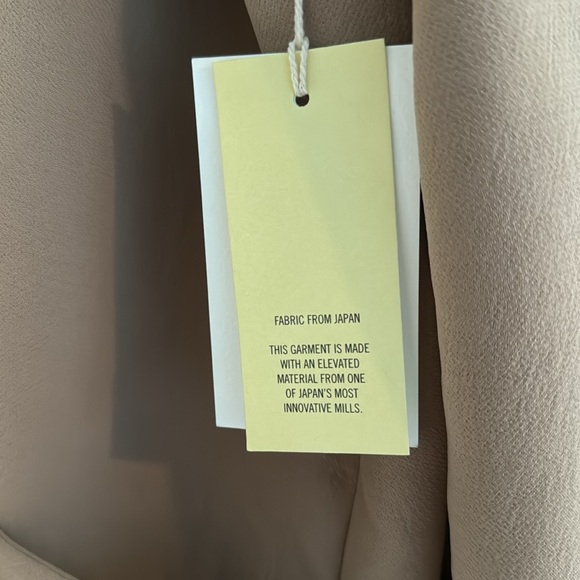 FABRIC FROM JAPAN
THIS GARMENT IS MADE
WITH AN ELEVATED
MATERIAL FROM ONE
OF JAPAN'S MOST
INNOVATIVE MILLS.